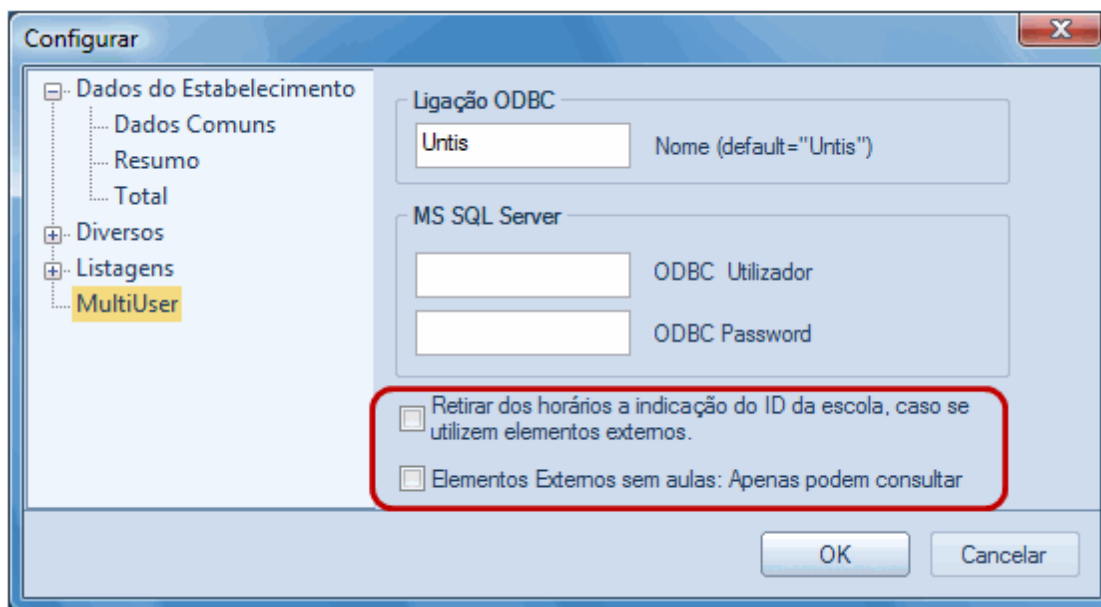 Configurar
Dados do Estabelecimento
Dados Comuns
Resumo
Total
Diversos
Listagens
MultiUser
Ligação ODBC
Untis
Nome (default="Untis")
MS SQL Server
ODBC Utilizador
ODBC Password
Retirar dos horários a indicação do ID da escola, caso se
utilizem elementos externos.
Elementos Externos sem aulas: Apenas podem consultar
OK
Cancelar